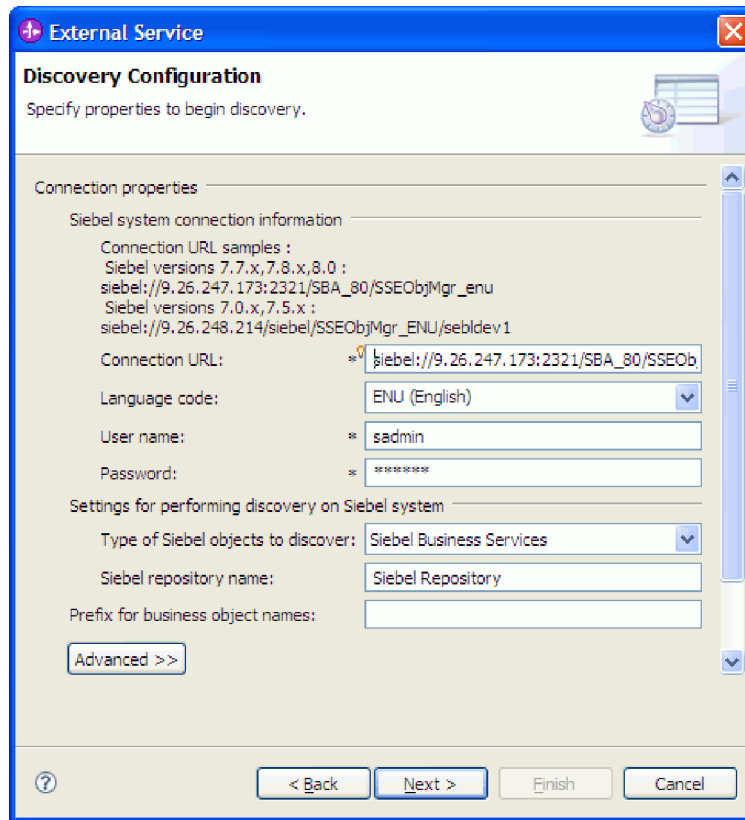 External Service
Discovery Configuration
Specify properties to begin discovery.
Connection properties
Siebel system connection information
Connection URL samples :
Siebel versions 7.7.x,7.8.x,8.0 :
siebel://9.26.247.173:2321/SBA_80/SSEObjMgr_enu
Siebel versions 7.0.x,7.5.x :
siebel://9.26.248.214/siebel/SSEObjMgr_ENU/sebldev1
Connection URL: * siebel://9.26.247.173:2321/SBA_80/SSEObj
Language code: ENU (English)
User name: * sadmin
Password: * ******
Settings for performing discovery on Siebel system
Type of Siebel objects to discover: Siebel Business Services
Siebel repository name: Siebel Repository
Prefix for business object names:
Advanced >>
? < Back Next > Finish Cancel